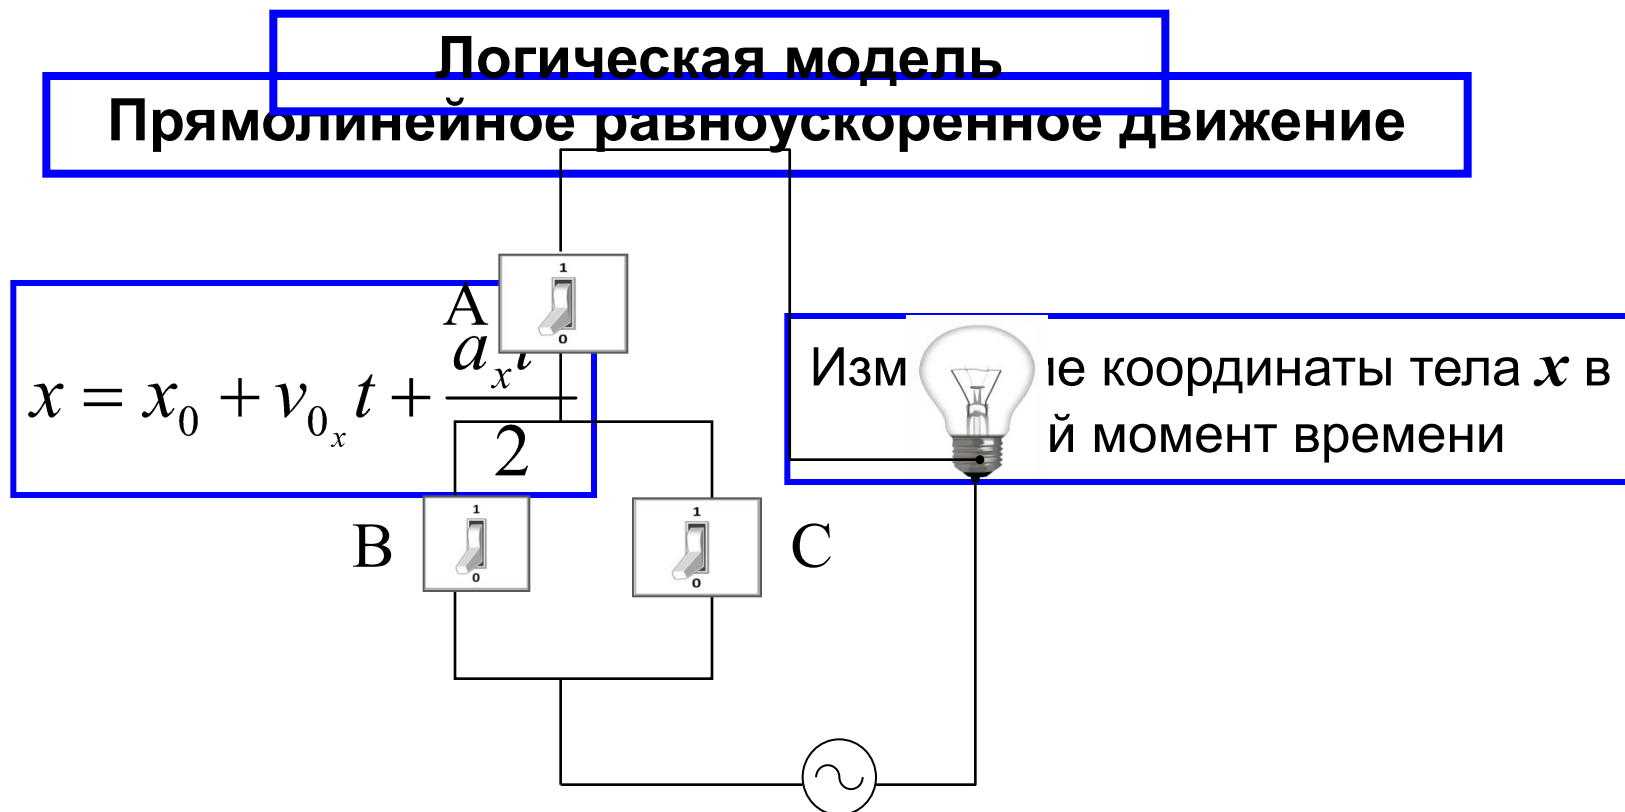 Логическая модель
Прямолинейное равноускоренное движение
1
A
0
x = x₀ + v₀ₓ t + aₓt / 2
Изм е координаты тела x в
й момент времени
1
B
0
1
C
0